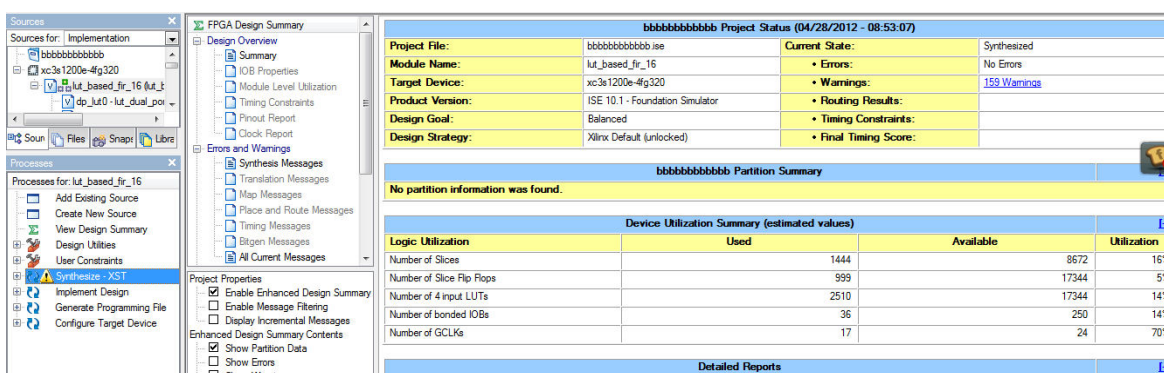 Sources
Sources for: Implementation
bbbbbbbbbbbb
xc3s1200e-4fg320
lut_based_fir_16 (lut_b
dp_lut0 - lut_dual_por
Sourc Files Snaps Libra
Processes
Processes for: lut_based_fir_16
Add Existing Source
Create New Source
View Design Summary
Design Utilities
User Constraints
Synthesize - XST
Implement Design
Generate Programming File
Configure Target Device
FPGA Design Summary
Design Overview
Summary
IOB Properties
Module Level Utilization
Timing Constraints
Pinout Report
Clock Report
Errors and Warnings
Synthesis Messages
Translation Messages
Map Messages
Place and Route Messages
Timing Messages
Bitgen Messages
All Current Messages
Project Properties
Enable Enhanced Design Summary
Enable Message Filtering
Display Incremental Messages
Enhanced Design Summary Contents
Show Partition Data
Show Errors
bbbbbbbbbbbb Project Status (04/28/2012 - 08:53:07)
Project File: bbbbbbbbbbbb.ise Current State: Synthesized
Module Name: lut_based_fir_16 • Errors: No Errors
Target Device: xc3s1200e-4fg320 • Warnings: 159 Warnings
Product Version: ISE 10.1 - Foundation Simulator • Routing Results:
Design Goal: Balanced • Timing Constraints:
Design Strategy: Xilinx Default (unlocked) • Final Timing Score:
bbbbbbbbbbbb Partition Summary
No partition information was found.
Device Utilization Summary (estimated values)
Logic Utilization Used Available Utilization
Number of Slices 1444 8672 16
Number of Slice Flip Flops 999 17344 5
Number of 4 input LUTs 2510 17344 14
Number of bonded IOBs 36 250 14
Number of GCLKs 17 24 70
Detailed Reports